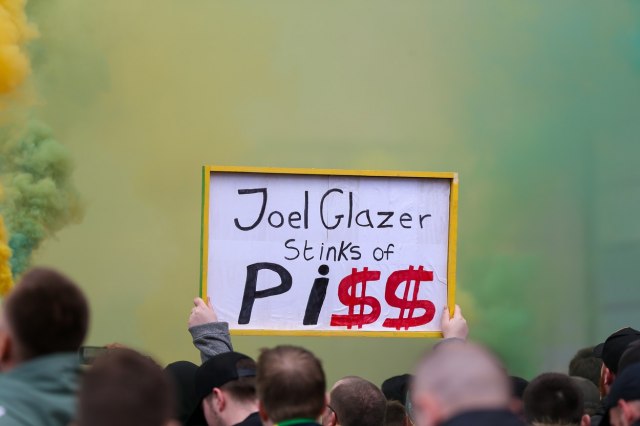 Joel Glazer
Stinks of
Pi$$